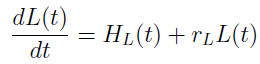 dL(t)/dt = H_L(t) + r_L L(t)